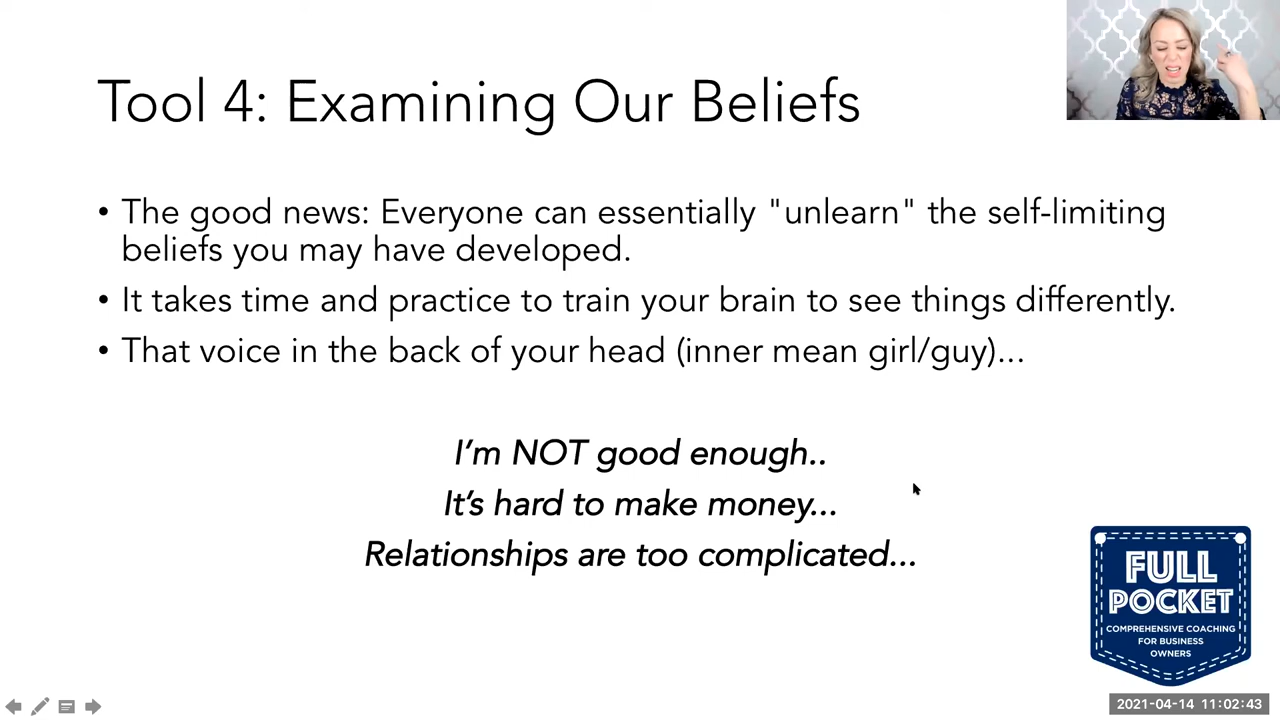 Tool 4: Examining Our Beliefs
• The good news: Everyone can essentially "unlearn" the self-limiting
beliefs you may have developed.
• It takes time and practice to train your brain to see things differently.
• That voice in the back of your head (inner mean girl/guy)...
I'm NOT good enough..
It's hard to make money...
Relationships are too complicated...
FULL
POCKET
COMPREHENSIVE COACHING
FOR BUSINESS
OWNERS
2021-04-14 11:02:43